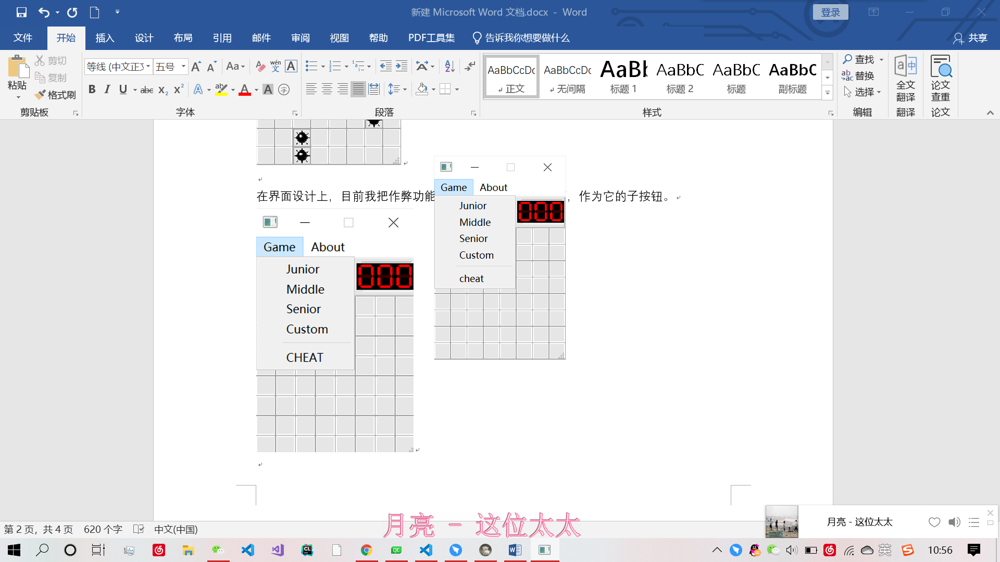 新建 Microsoft Word 文档.docx - Word
登录
文件 开始 插入 设计 布局 引用 邮件 审阅 视图 帮助 PDF工具集 告诉我你想要做什么 共享
粘贴
剪切
复制
格式刷
剪贴板
等线 (中文正文 五号
字体
段落
AaBbCcDc
正文
AaBbCcDc
无间隔
AaBl
标题 1
AaBbC
标题 2
AaBbC
标题
AaBbC
副标题
样式
查找
替换
选择
编辑
全文
翻译
翻译
论文
查重
论文
在界面设计上，目前我把作弊功能
，作为它的子按钮。
Game About
Junior
Middle
Senior
Custom
CHEAT
000
Game About
Junior
Middle
Senior
Custom
cheat
000
月亮 - 这位太太
月亮 - 这位太太
第 2 页，共 4 页 620 个字 中文(中国)
英
10:56